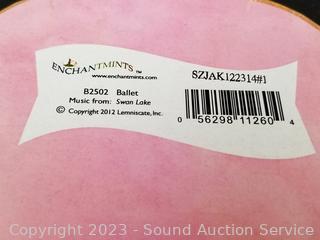 ENCHANTMINTS™
www.enchantmints.com
B2502 Ballet
Music from: Swan Lake
© Copyright 2012 Lemniscate, Inc.
SZJAK122314#1
0 56298 11260 4
Copyright 2023 - Sound Auction Service